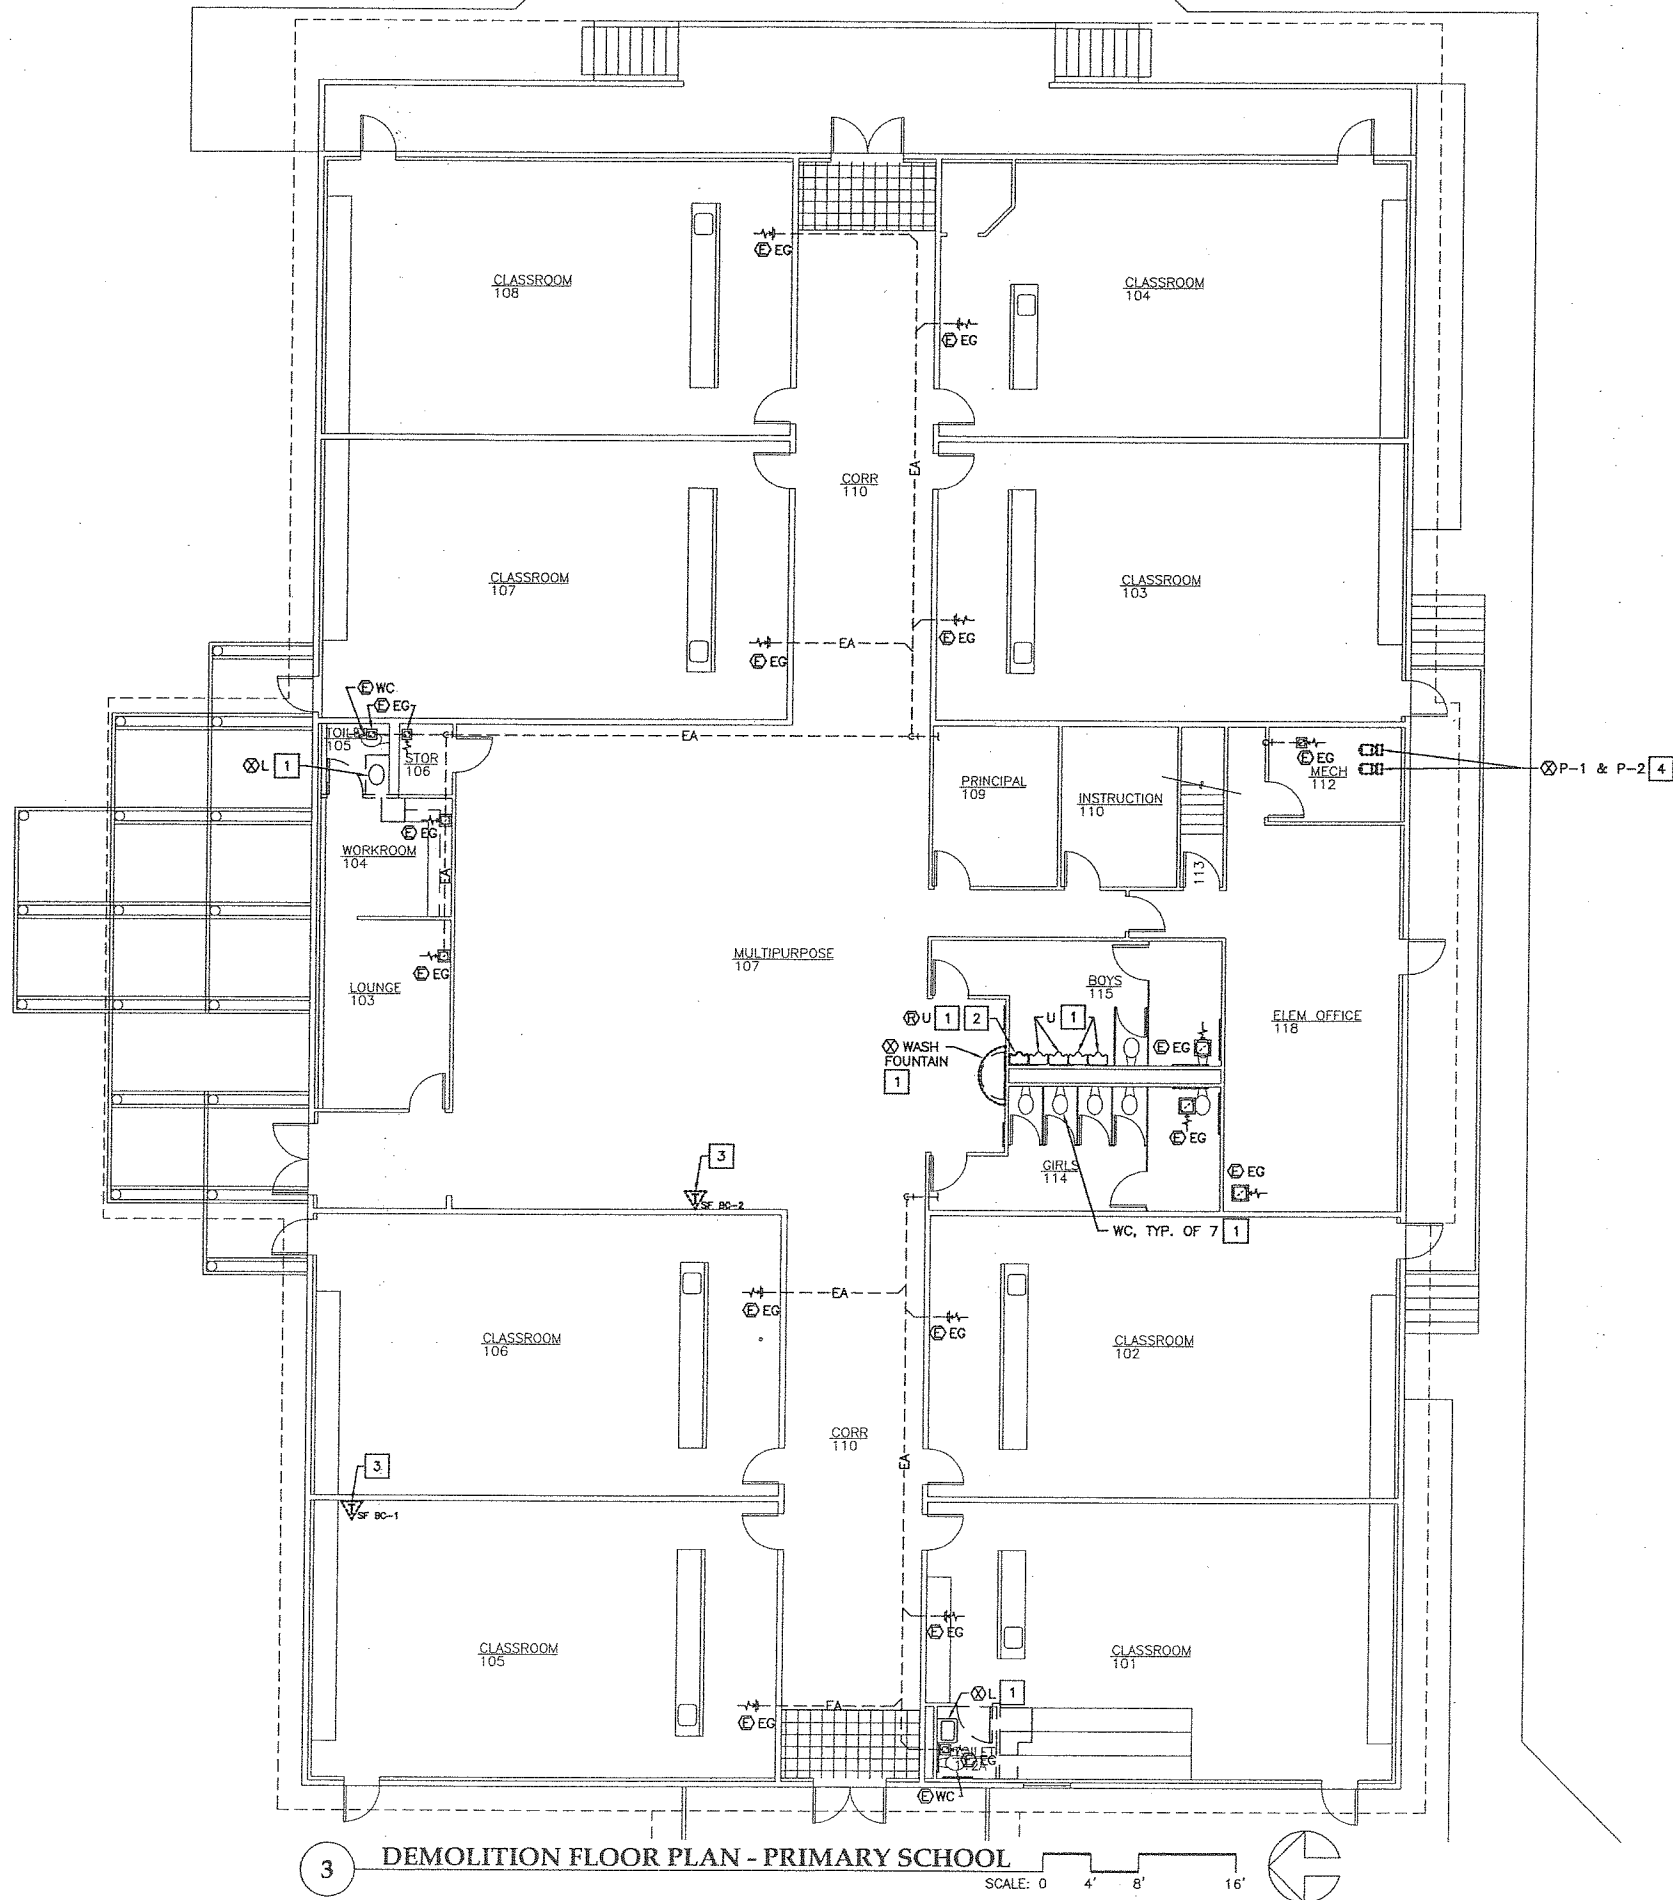 Ⓔ EG
CLASSROOM
108
CLASSROOM
104
Ⓔ EG
CORR
110
EA
CLASSROOM
107
CLASSROOM
103
Ⓔ EG
EA
Ⓔ EG
Ⓔ WC
Ⓔ EG
EA
105
STOR
106
Ⓧ L 1
PRINCIPAL
109
INSTRUCTION
110
Ⓔ EG
MECH
112
Ⓧ P-1 & P-2 4
Ⓔ EG
WORKROOM
104
EA
113
MULTIPURPOSE
107
Ⓔ EG
LOUNGE
103
BOYS
115
Ⓡ U 1 2
U 1
ELEM OFFICE
118
Ⓧ WASH
FOUNTAIN
1
Ⓔ EG
Ⓔ EG
GIRLS
114
Ⓔ EG
3
T
SF BC-2
WC, TYP. OF 7 1
Ⓔ EG
EA
Ⓔ EG
CLASSROOM
106
CLASSROOM
102
CORR
110
EA
3
T
SF BC-1
Ⓔ EG
CLASSROOM
105
CLASSROOM
101
Ⓧ L 1
EA
Ⓔ EG
Ⓔ EG
Ⓔ WC
3
DEMOLITION FLOOR PLAN - PRIMARY SCHOOL
SCALE: 0 4' 8' 16'